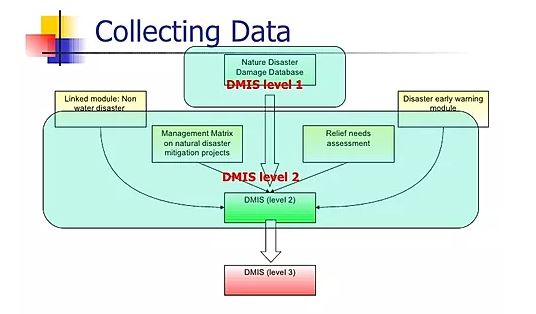 Collecting Data
Nature Disaster
Damage Database
DMIS level 1
Linked module: Non
water disaster
Disaster early warning
module
Management Matrix
on natural disaster
mitigation projects
Relief needs
assessment
DMIS level 2
DMIS (level 2)
DMIS (level 3)